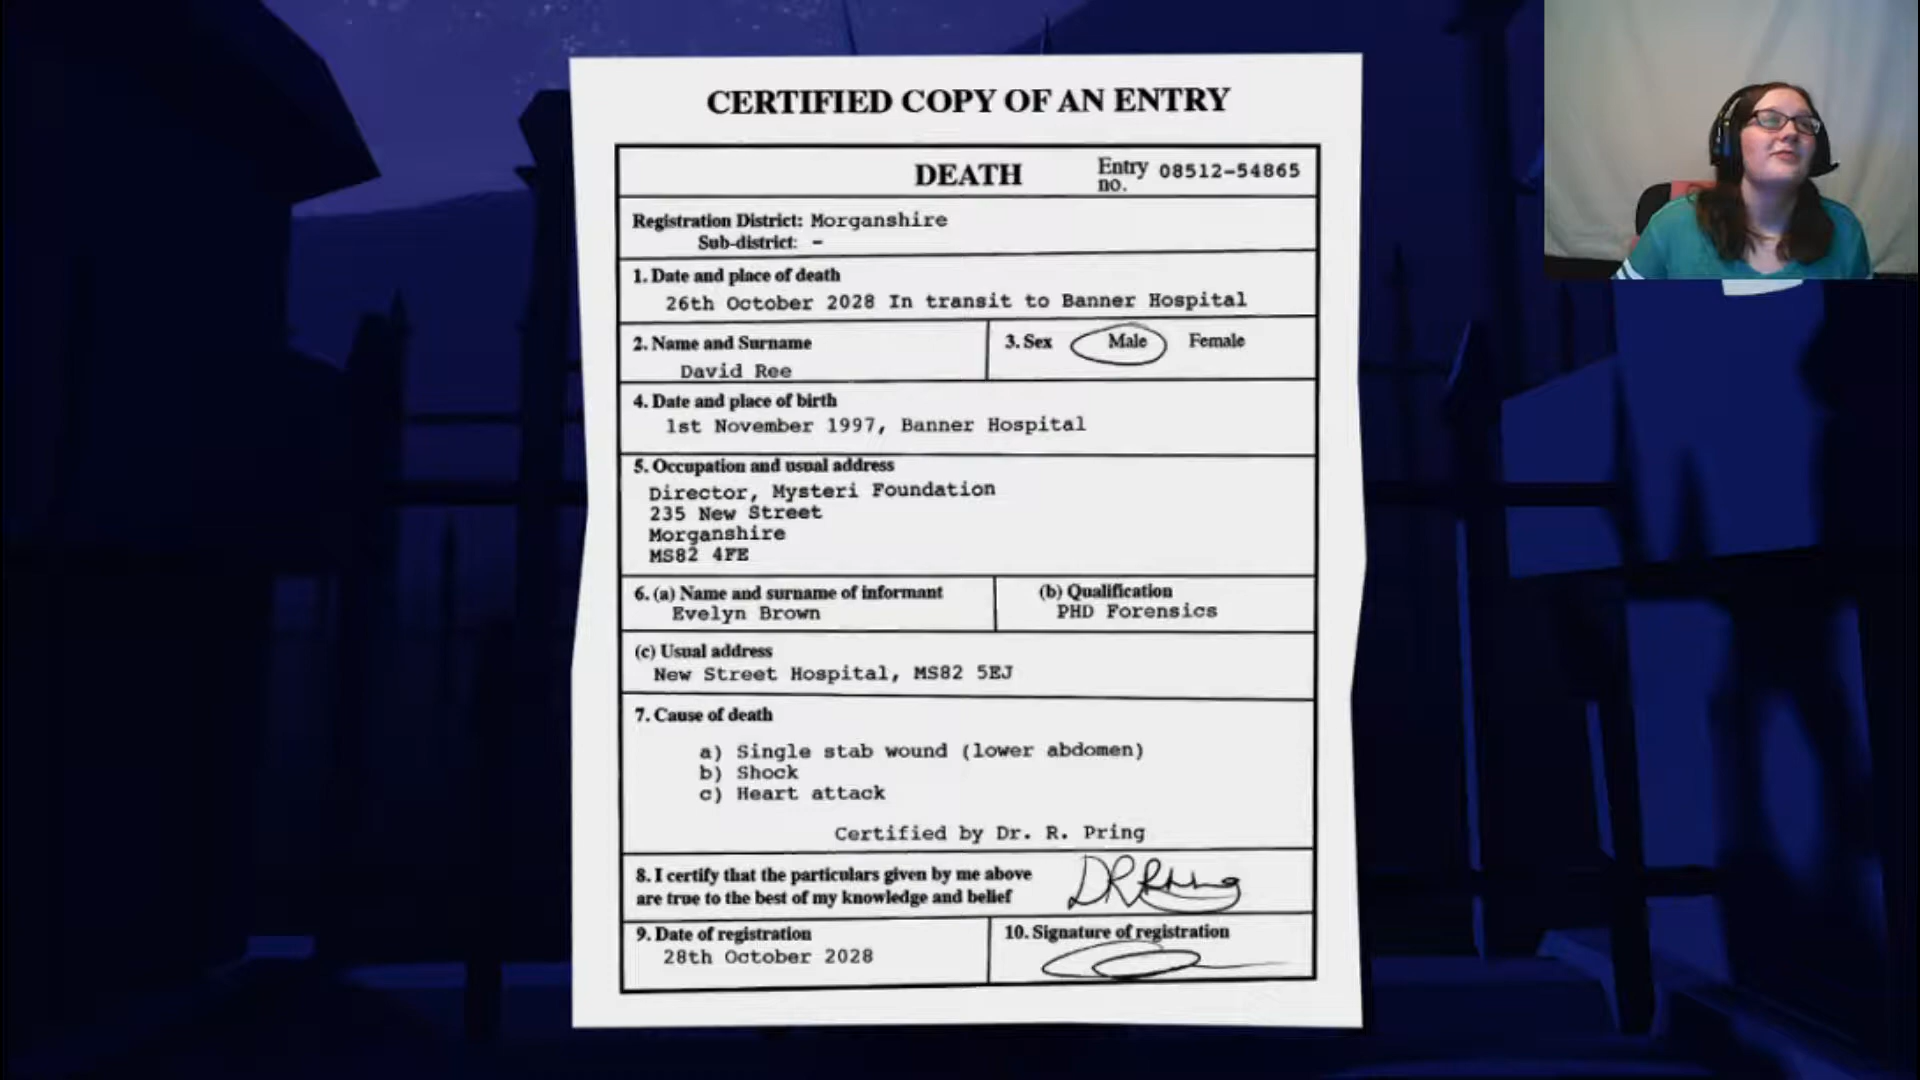 CERTIFIED COPY OF AN ENTRY
DEATH
Entry no. 08512-54865
Registration District: Morganshire
Sub-district: -
1. Date and place of death
26th October 2028 In transit to Banner Hospital
2. Name and Surname
David Ree
3. Sex Male Female
4. Date and place of birth
1st November 1997, Banner Hospital
5. Occupation and usual address
Director, Mysteri Foundation
235 New Street
Morganshire
MS82 4FE
6. (a) Name and surname of informant
Evelyn Brown
(b) Qualification
PHD Forensics
(c) Usual address
New Street Hospital, MS82 5EJ
7. Cause of death
a) Single stab wound (lower abdomen)
b) Shock
c) Heart attack
Certified by Dr. R. Pring
8. I certify that the particulars given by me above
are true to the best of my knowledge and belief
DR Pring
9. Date of registration
28th October 2028
10. Signature of registration